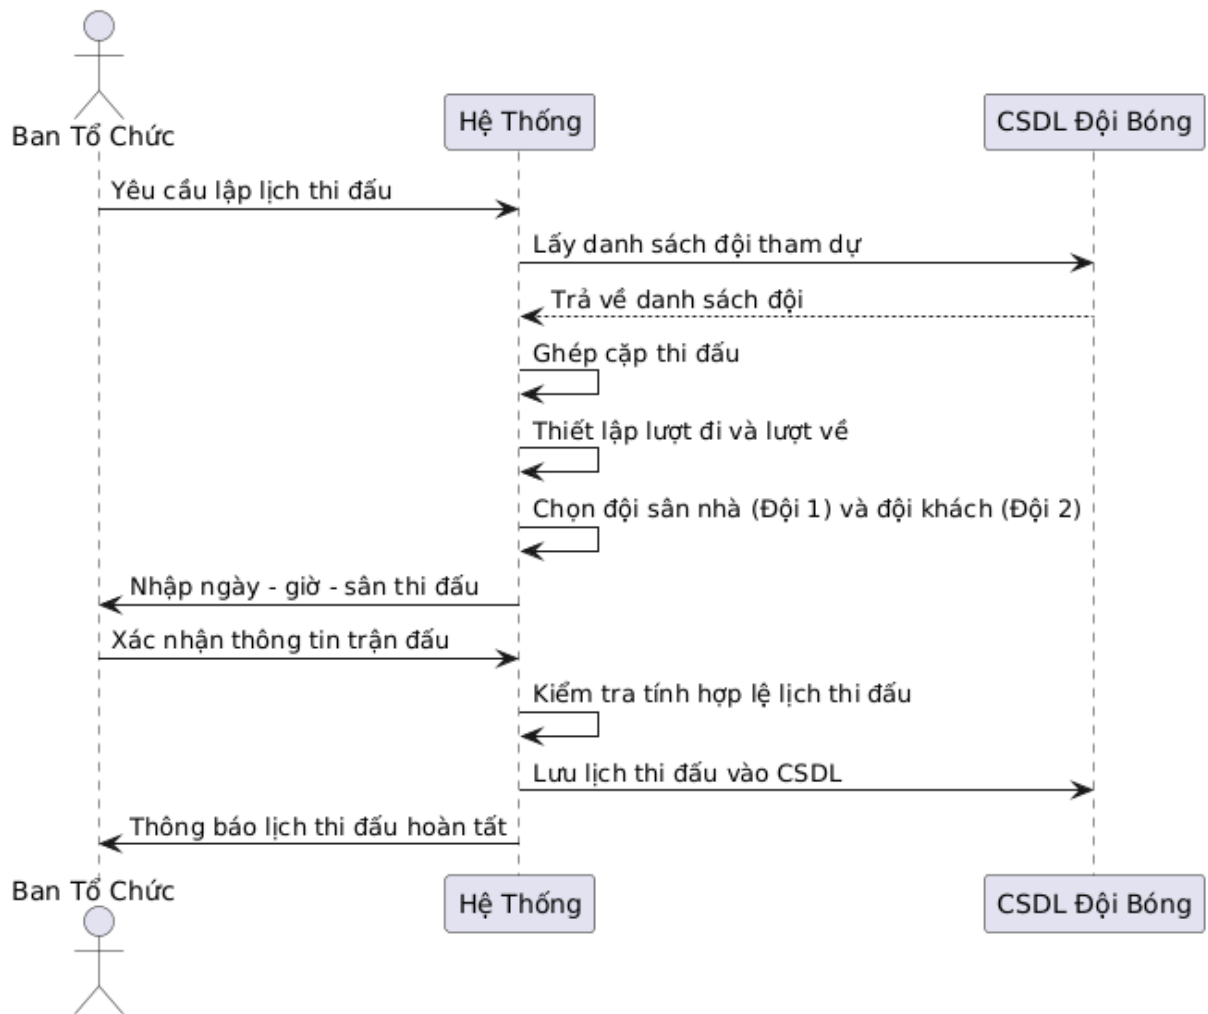 Ban Tổ Chức
Hệ Thống
CSDL Đội Bóng
Yêu cầu lập lịch thi đấu
Lấy danh sách đội tham dự
Trả về danh sách đội
Ghép cặp thi đấu
Thiết lập lượt đi và lượt về
Chọn đội sân nhà (Đội 1) và đội khách (Đội 2)
Nhập ngày - giờ - sân thi đấu
Xác nhận thông tin trận đấu
Kiểm tra tính hợp lệ lịch thi đấu
Lưu lịch thi đấu vào CSDL
Thông báo lịch thi đấu hoàn tất
Ban Tổ Chức
Hệ Thống
CSDL Đội Bóng